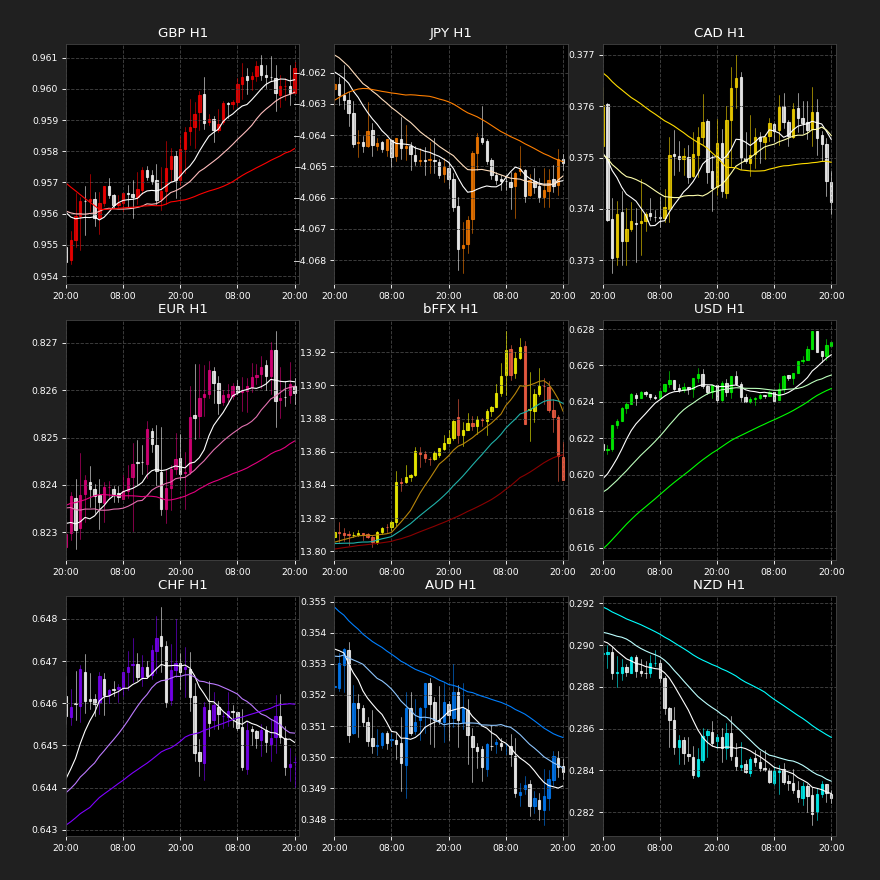 GBP H1 JPY H1 CAD H1
0.961 -4.062 0.377
0.960 -4.063 0.376
0.959 -4.064 0.375
0.958 -4.065 0.374
0.957 -4.066 0.373
0.956 -4.067
0.955 -4.068
0.954
20:00 08:00 20:00 08:00 20:00 20:00 08:00 20:00 08:00 20:00 20:00 08:00 20:00 08:00 20:00
EUR H1 bFFX H1 USD H1
0.827 13.92 0.628
0.826 13.90 0.626
0.825 13.88 0.624
0.824 13.86 0.622
0.823 13.84 0.620
13.82 0.618
13.80 0.616
20:00 08:00 20:00 08:00 20:00 20:00 08:00 20:00 08:00 20:00 20:00 08:00 20:00 08:00 20:00
CHF H1 AUD H1 NZD H1
0.648 0.355 0.292
0.647 0.354 0.290
0.646 0.353 0.288
0.645 0.352 0.286
0.644 0.351 0.284
0.643 0.350 0.282
0.349
0.348
20:00 08:00 20:00 08:00 20:00 20:00 08:00 20:00 08:00 20:00 20:00 08:00 20:00 08:00 20:00